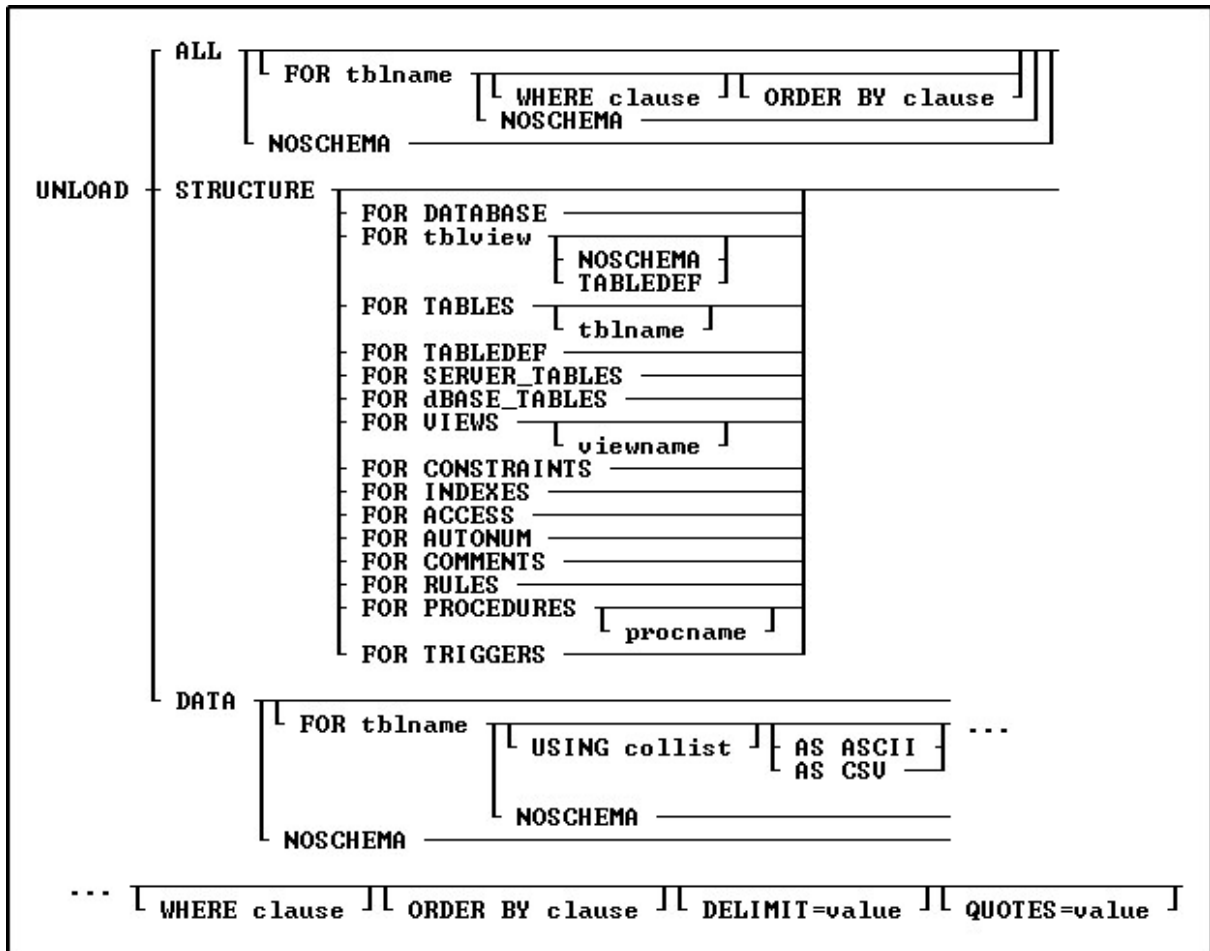 ALL
FOR tblname
WHERE clause ORDER BY clause
NOSCHEMA
NOSCHEMA
UNLOAD STRUCTURE
FOR DATABASE
FOR tblview
NOSCHEMA
TABLEDEF
FOR TABLES
tblname
FOR TABLEDEF
FOR SERVER_TABLES
FOR dBASE_TABLES
FOR VIEWS
viewname
FOR CONSTRAINTS
FOR INDEXES
FOR ACCESS
FOR AUTONUM
FOR COMMENTS
FOR RULES
FOR PROCEDURES
procname
FOR TRIGGERS
DATA
FOR tblname ...
USING collist AS ASCII
AS CSV
NOSCHEMA
NOSCHEMA
... WHERE clause ORDER BY clause DELIMIT=value QUOTES=value